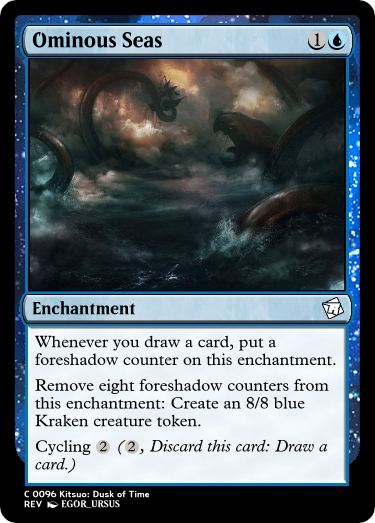 Ominous Seas 1
Enchantment
Whenever you draw a card, put a
foreshadow counter on this enchantment.
Remove eight foreshadow counters from
this enchantment: Create an 8/8 blue
Kraken creature token.
Cycling 2 (2, Discard this card: Draw a
card.)
C 0096 Kitsuo: Dusk of Time
REV EGOR_URSUS